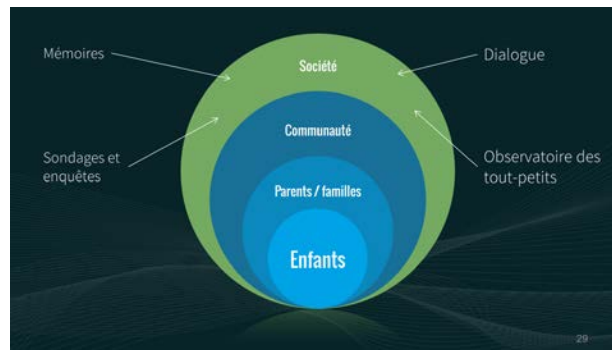 Mémoires
Société
Dialogue
Communauté
Sondages et
enquêtes
Observatoire des
tout-petits
Parents / familles
Enfants
29